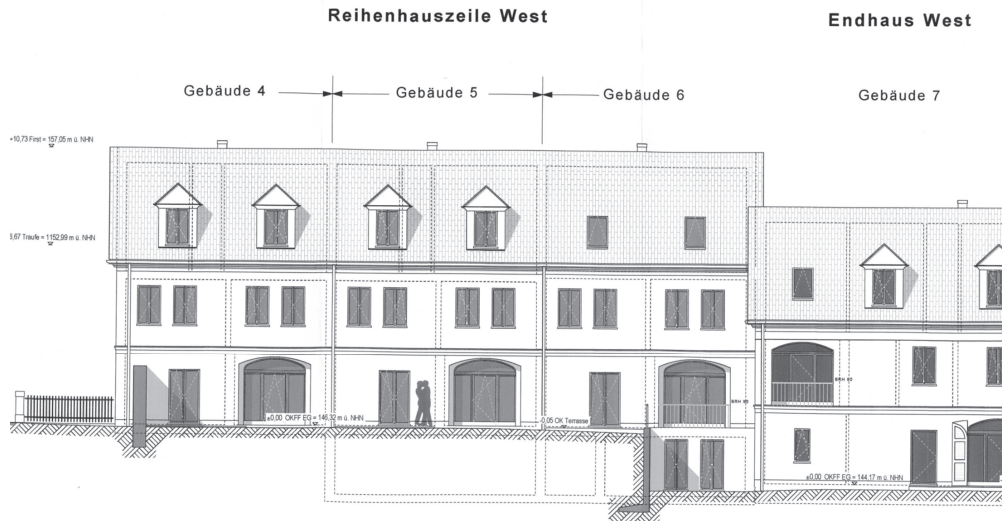 Reihenhauszeile West
Endhaus West
Gebäude 4
Gebäude 5
Gebäude 6
Gebäude 7
+10,73 First = 157,05 m ü. NHN
5,67 Traufe = 1152,99 m ü. NHN
BRH 90
±0,00 OKFF EG = 146,32 m ü. NHN
0,05 OK Terrasse
±0,00 OKFF EG = 144,17 m ü. NHN